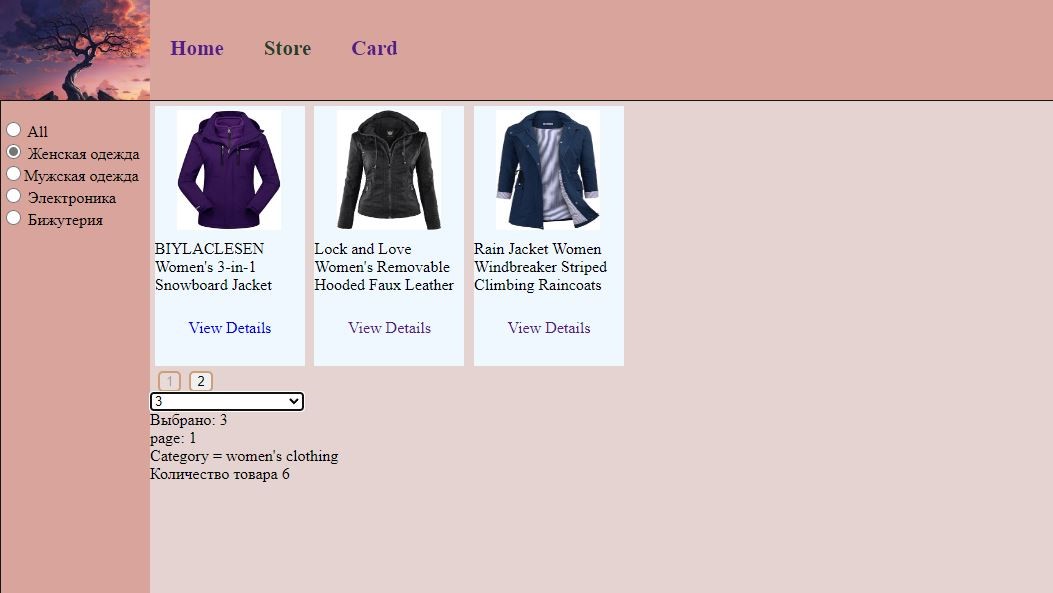 Home Store Card
All
Женская одежда
Мужская одежда
Электроника
Бижутерия
BIYLACLESEN
Women's 3-in-1
Snowboard Jacket
View Details
Lock and Love
Women's Removable
Hooded Faux Leather
View Details
Rain Jacket Women
Windbreaker Striped
Climbing Raincoats
View Details
1 2
3
Выбрано: 3
page: 1
Category = women's clothing
Количество товара 6